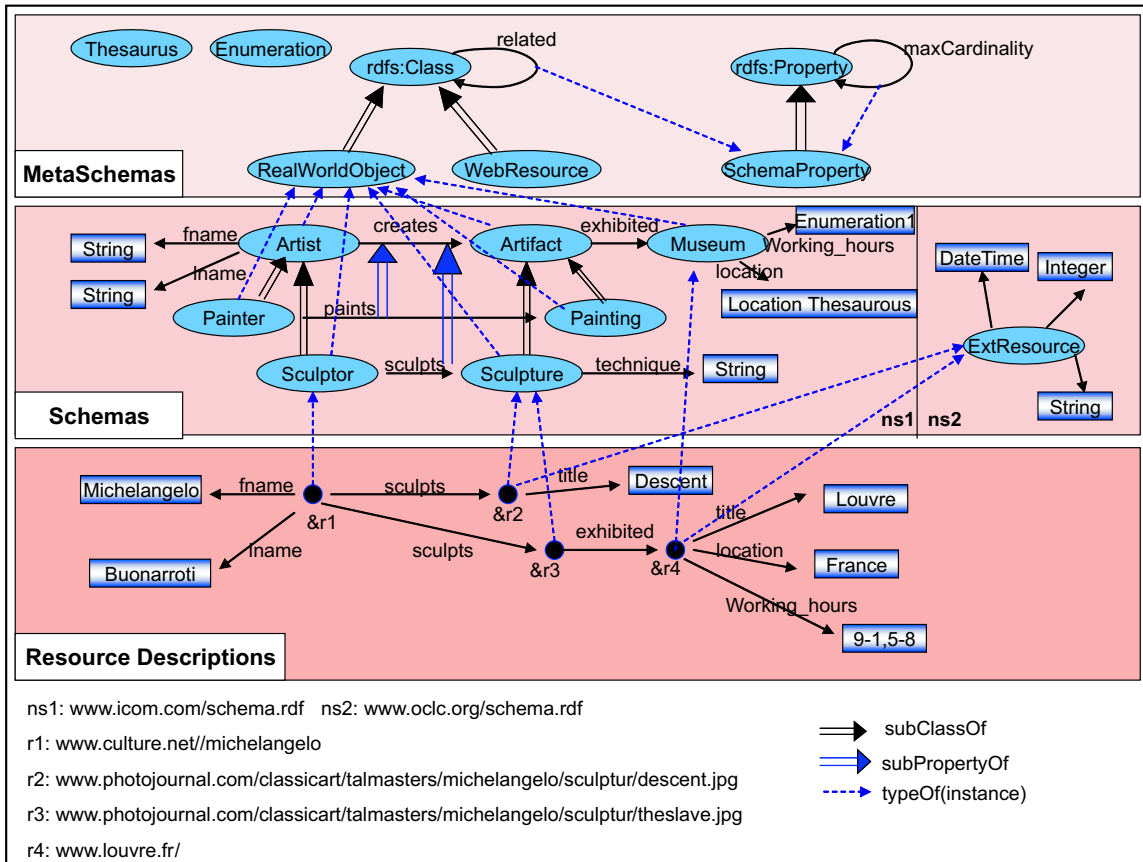 related
Thesaurus
Enumeration
rdfs:Class
rdfs:Property
maxCardinality
RealWorldObject
WebResource
SchemaProperty
MetaSchemas
String
fname
Artist
creates
Artifact
exhibited
Museum
Enumeration1
Working_hours
lname
location
DateTime
Integer
String
Location Thesaurous
Painter
paints
Painting
ExtResource
Sculptor
sculpts
Sculpture
technique
String
String
Schemas
ns1
ns2
Michelangelo
fname
sculpts
title
Descent
Louvre
&r1
&r2
title
lname
sculpts
exhibited
location
Buonarroti
&r3
&r4
France
Working_hours
9-1,5-8
Resource Descriptions
ns1: www.icom.com/schema.rdf ns2: www.oclc.org/schema.rdf
r1: www.culture.net//michelangelo
r2: www.photojournal.com/classicart/talmasters/michelangelo/sculptur/descent.jpg
r3: www.photojournal.com/classicart/talmasters/michelangelo/sculptur/theslave.jpg
r4: www.louvre.fr/
subClassOf
subPropertyOf
typeOf(instance)